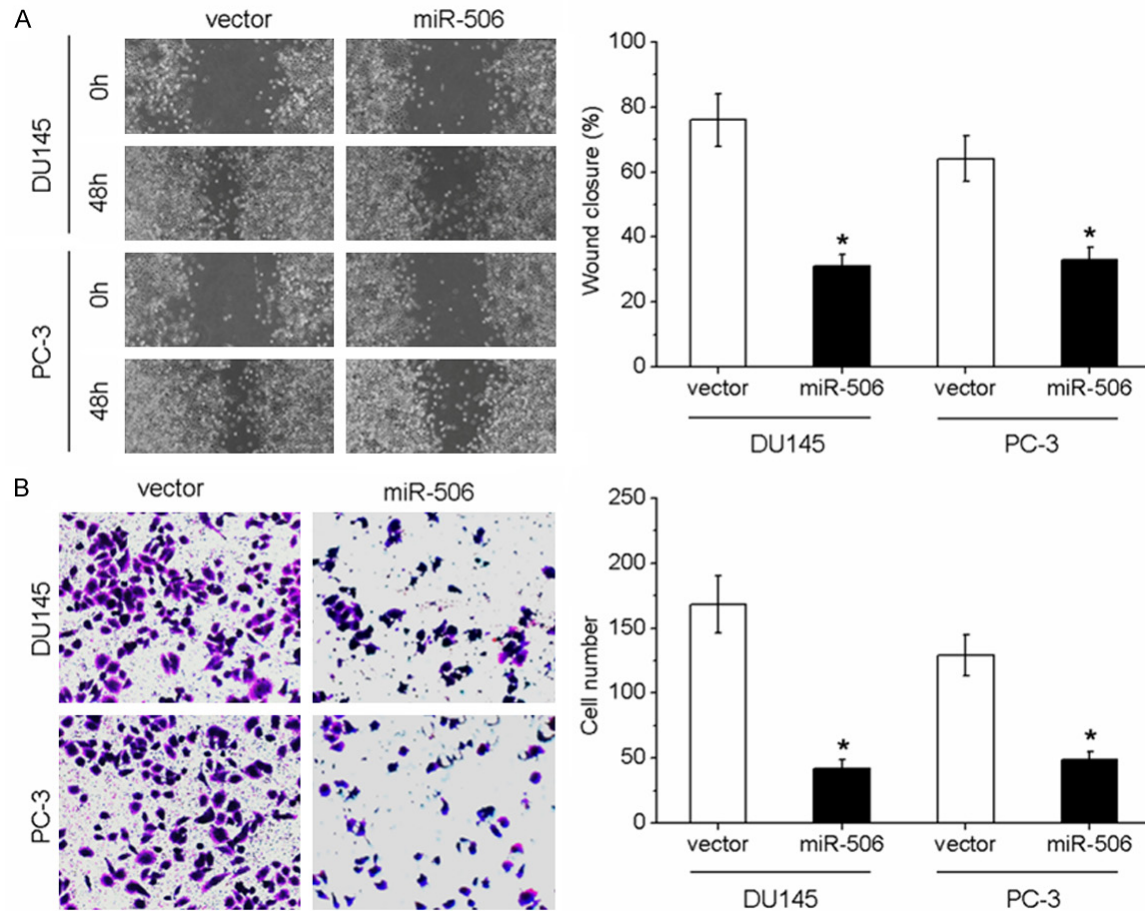 A
vector
miR-506
DU145
0h
48h
PC-3
0h
48h
Wound closure (%)
100
80
60
40
20
0
vector
miR-506
vector
miR-506
DU145
PC-3
*
*
B
vector
miR-506
DU145
PC-3
Cell number
250
200
150
100
50
0
vector
miR-506
vector
miR-506
DU145
PC-3
*
*